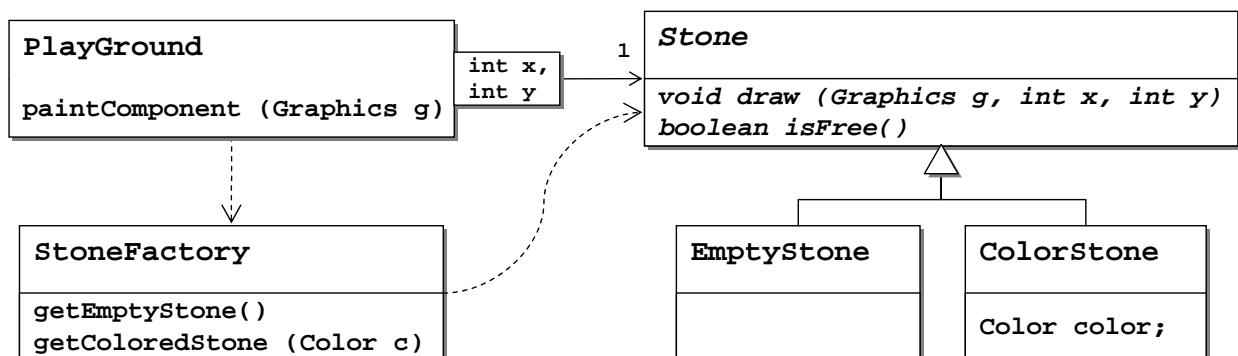 PlayGround
paintComponent (Graphics g)
int x,
int y
1
Stone
void draw (Graphics g, int x, int y)
boolean isFree()
StoneFactory
getEmptyStone()
getColoredStone (Color c)
EmptyStone
ColorStone
Color color;